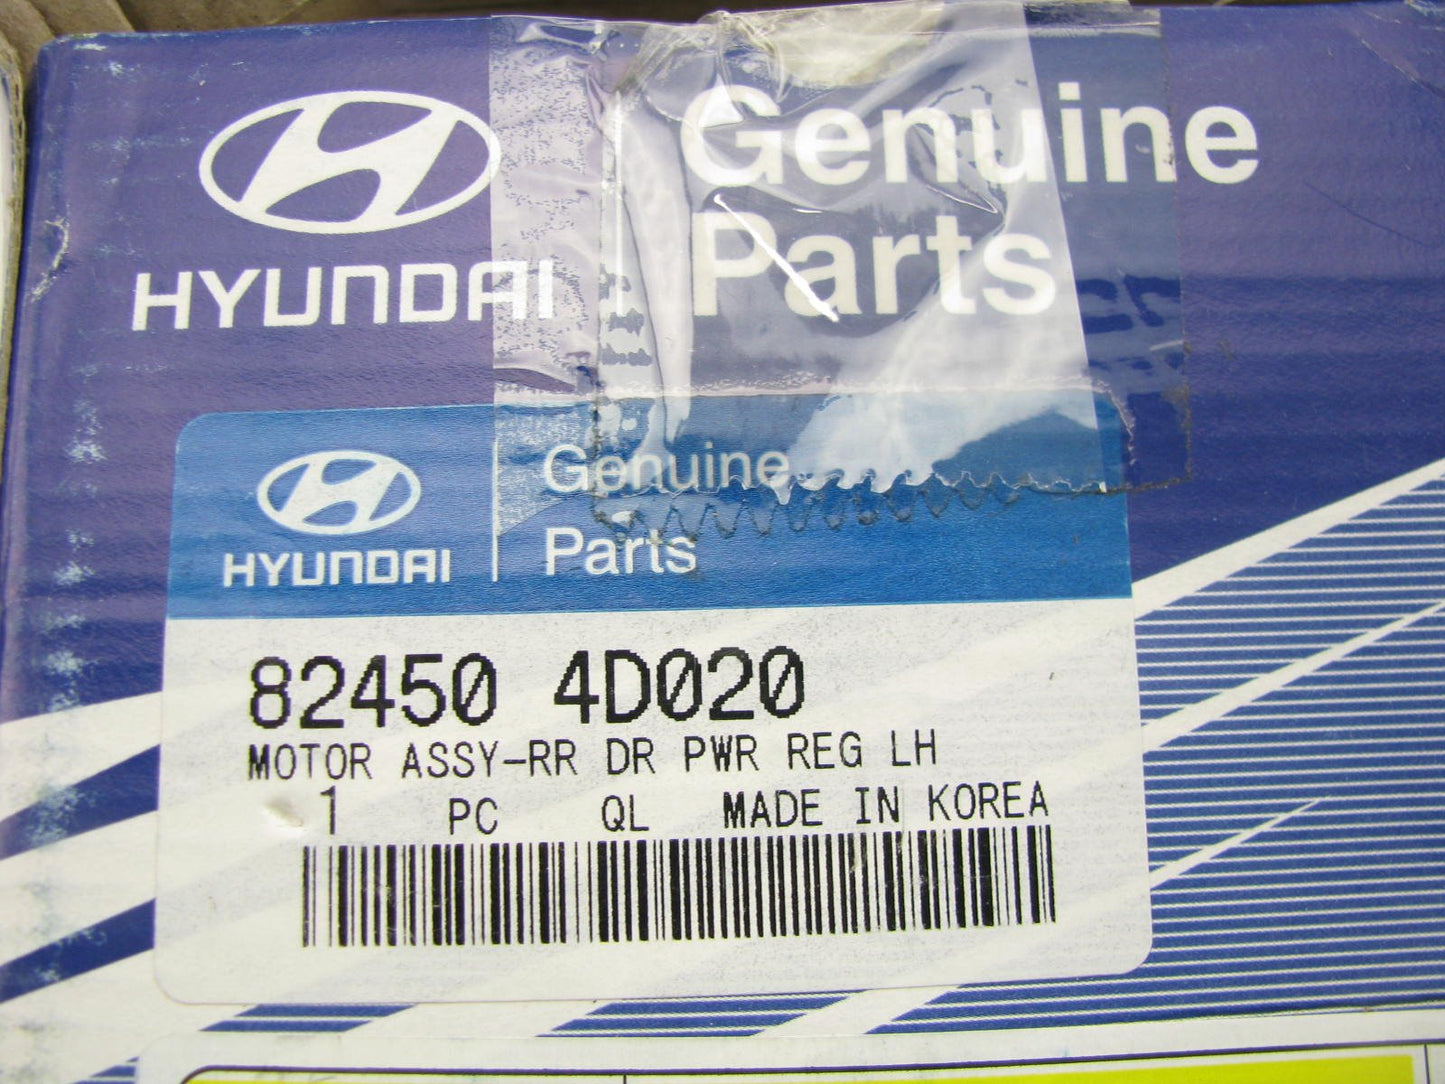 Genuine
HYUNDAI Parts
Genuine
HYUNDAI Parts
82450 4D020
MOTOR ASSY-RR DR PWR REG LH
1 PC QL MADE IN KOREA